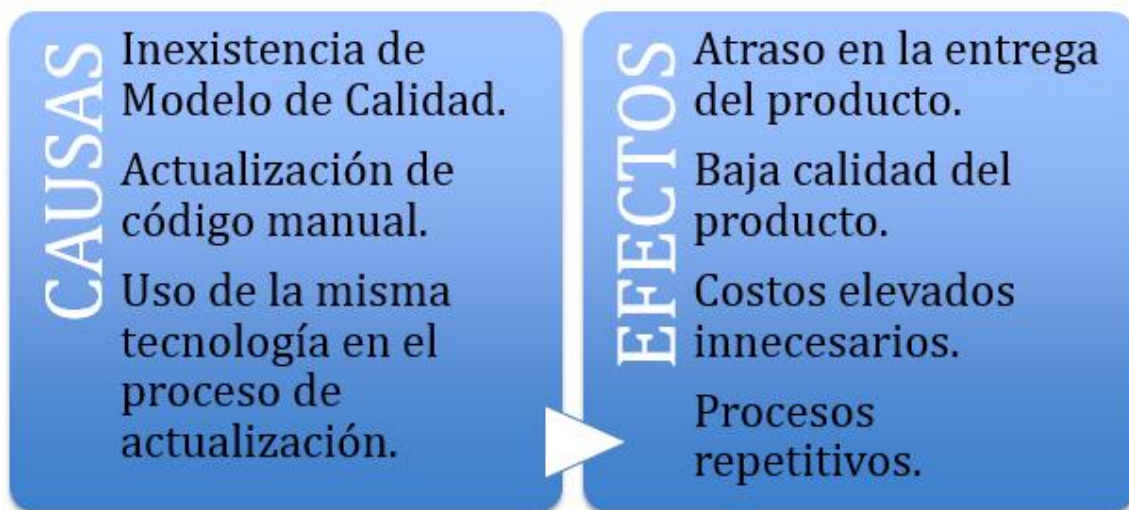 CAUSAS
Inexistencia de
Modelo de Calidad.
Actualización de
código manual.
Uso de la misma
tecnología en el
proceso de
actualización.
EFECTOS
Atraso en la entrega
del producto.
Baja calidad del
producto.
Costos elevados
innecesarios.
Procesos
repetitivos.